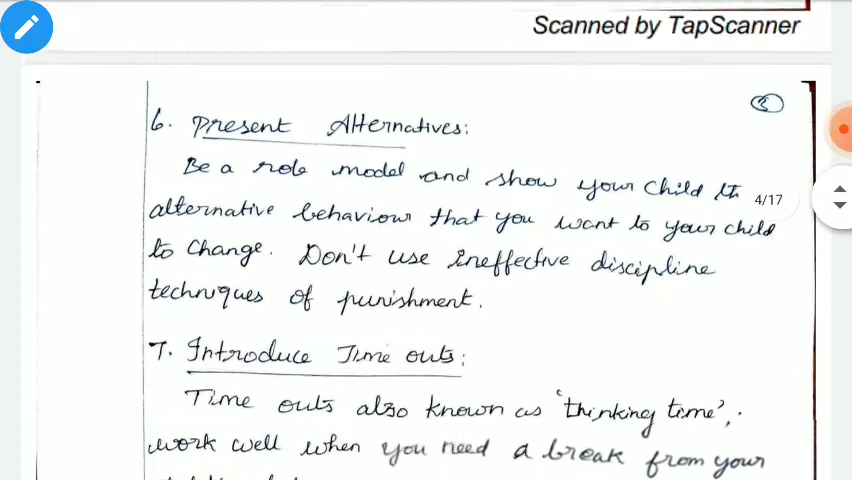 Scanned by TapScanner
3
6. Present Alternatives:
Be a role model and show your child
4/17
alternative behaviour that you want to your child
to change. Don't use ineffective discipline
techniques of punishment.
7. Introduce Time outs:
Time outs also known as 'thinking time',.
work well when you need a break from your